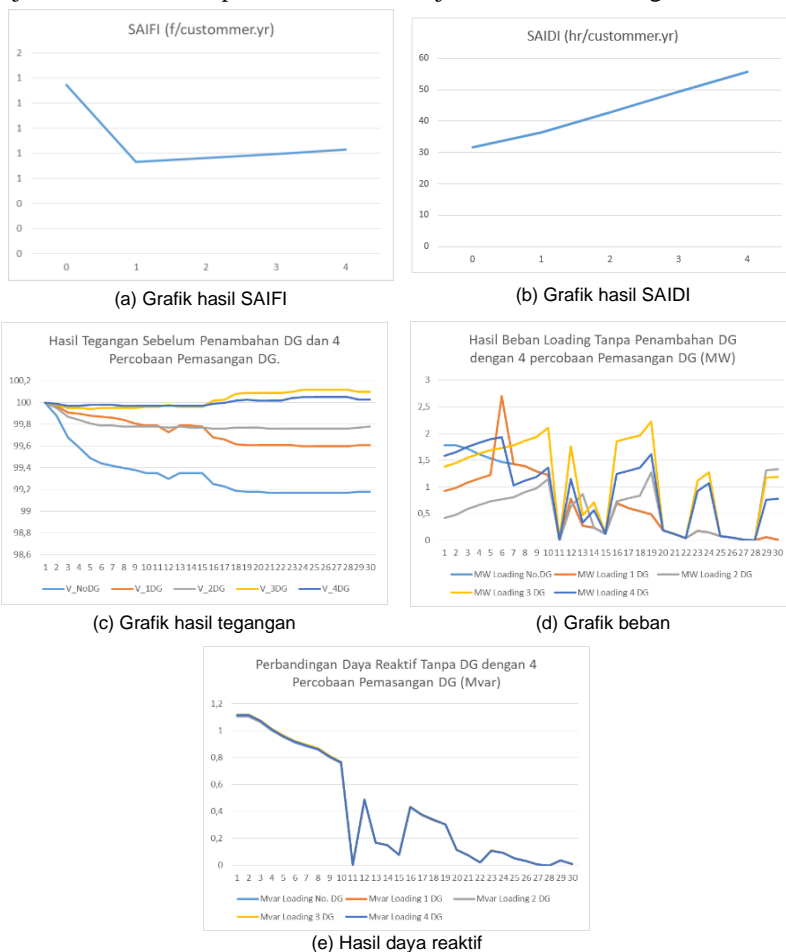 SAIFI (f/custommer.yr)
2
1
1
1
1
1
0
0
0
0 1 2 3 4
(a) Grafik hasil SAIFI
SAIDI (hr/custommer.yr)
60
50
40
30
20
10
0
0 1 2 3 4
(b) Grafik hasil SAIDI
Hasil Tegangan Sebelum Penambahan DG dan 4
Percobaan Pemasangan DG.
100,2
100
99,8
99,6
99,4
99,2
99
98,8
98,6
1 2 3 4 5 6 7 8 9 10 11 12 13 14 15 16 17 18 19 20 21 22 23 24 25 26 27 28 29 30
V_NoDG V_1DG V_2DG V_3DG V_4DG
(c) Grafik hasil tegangan
Hasil Beban Loading Tanpa Penambahan DG
dengan 4 percobaan Pemasangan DG (MW)
3
2,5
2
1,5
1
0,5
0
1 2 3 4 5 6 7 8 9 10 11 12 13 14 15 16 17 18 19 20 21 22 23 24 25 26 27 28 29 30
MW Loading No.DG MW Loading 1 DG MW Loading 2 DG
MW Loading 3 DG MW Loading 4 DG
(d) Grafik beban
Perbandingan Daya Reaktif Tanpa DG dengan 4
Percobaan Pemasangan DG (Mvar)
1,2
1
0,8
0,6
0,4
0,2
0
1 2 3 4 5 6 7 8 9 10 11 12 13 14 15 16 17 18 19 20 21 22 23 24 25 26 27 28 29 30
Mvar Loading No. DG Mvar Loading 1 DG Mvar Loading 2 DG
Mvar Loading 3 DG Mvar Loading 4 DG
(e) Hasil daya reaktif